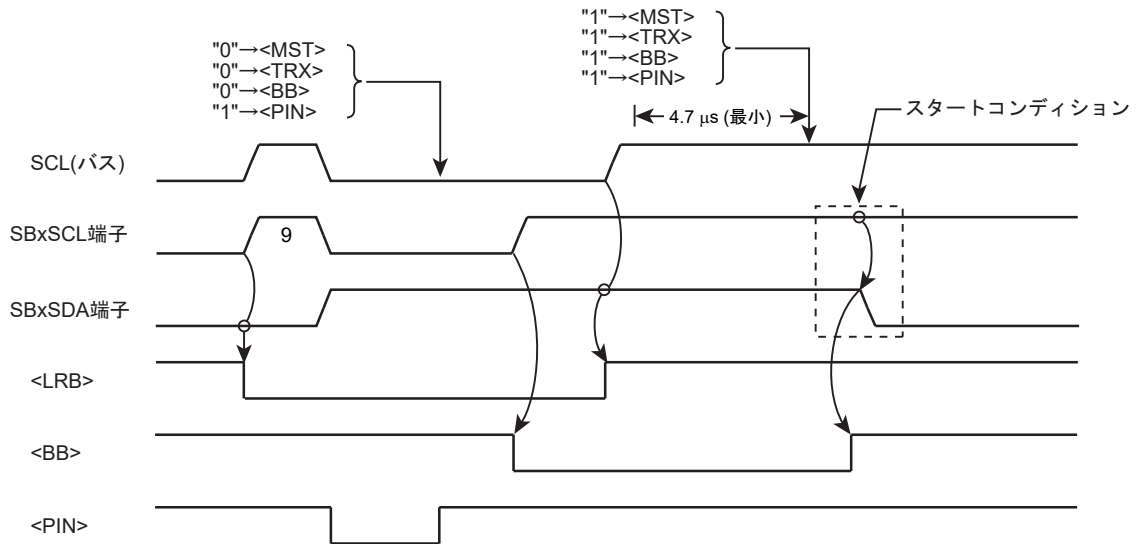 "0"→<MST>
"0"→<TRX>
"0"→<BB>
"1"→<PIN>
"1"→<MST>
"1"→<TRX>
"1"→<BB>
"1"→<PIN>
4.7 μs (最小)
スタートコンディション
SCL(バス)
SBxSCL端子
9
SBxSDA端子
<LRB>
<BB>
<PIN>